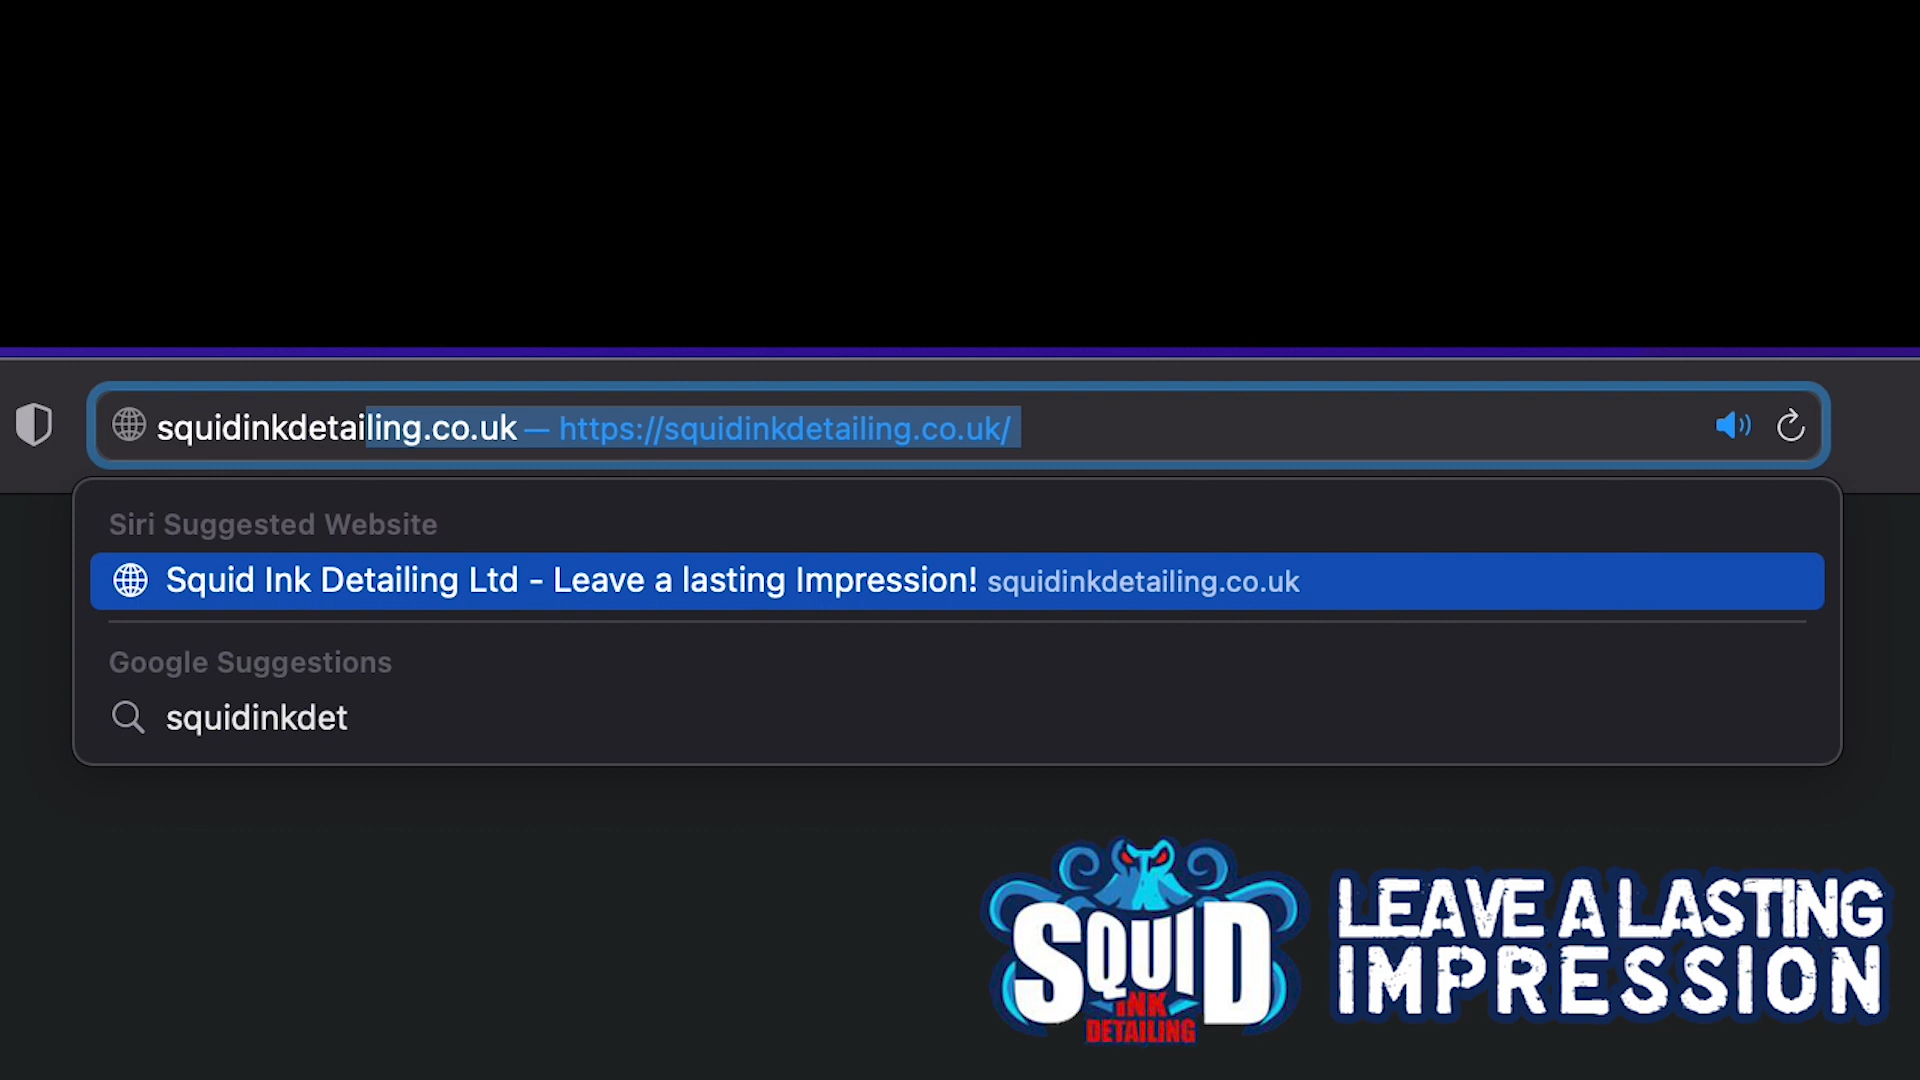 squidinkdetailing.co.uk — https://squidinkdetailing.co.uk/
Siri Suggested Website
Squid Ink Detailing Ltd - Leave a lasting Impression! squidinkdetailing.co.uk
Google Suggestions
squidinkdet
SQUID
INK
DETAILING
LEAVE A LASTING
IMPRESSION